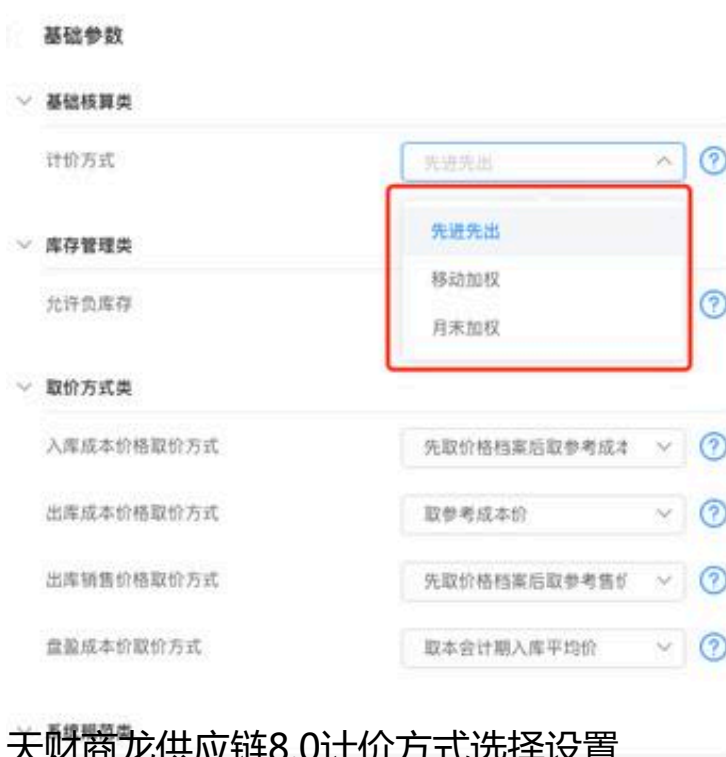 基础参数
基础核算类
计价方式
先进先出
先进先出
移动加权
月末加权
库存管理类
允许负库存
取价方式类
入库成本价格取价方式
先取价格档案后取参考成本
出库成本价格取价方式
取参考成本价
出库销售价格取价方式
先取价格档案后取参考售价
盘盈成本价取价方式
取本会计期入库平均价
系统规范类
天财商龙供应链8.0计价方式选择设置